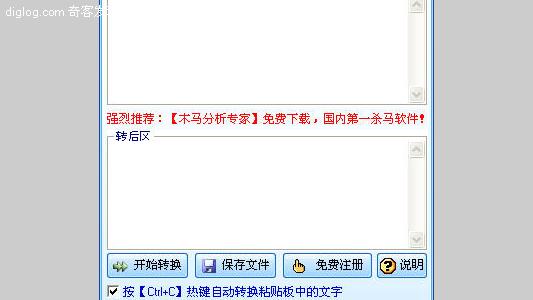 diglog.com 奇客发
强烈推荐：【木马分析专家】免费下载，国内第一杀马软件！
转后区
开始转换 保存文件 免费注册 说明
按【Ctrl+C】热键自动转换粘贴板中的文字